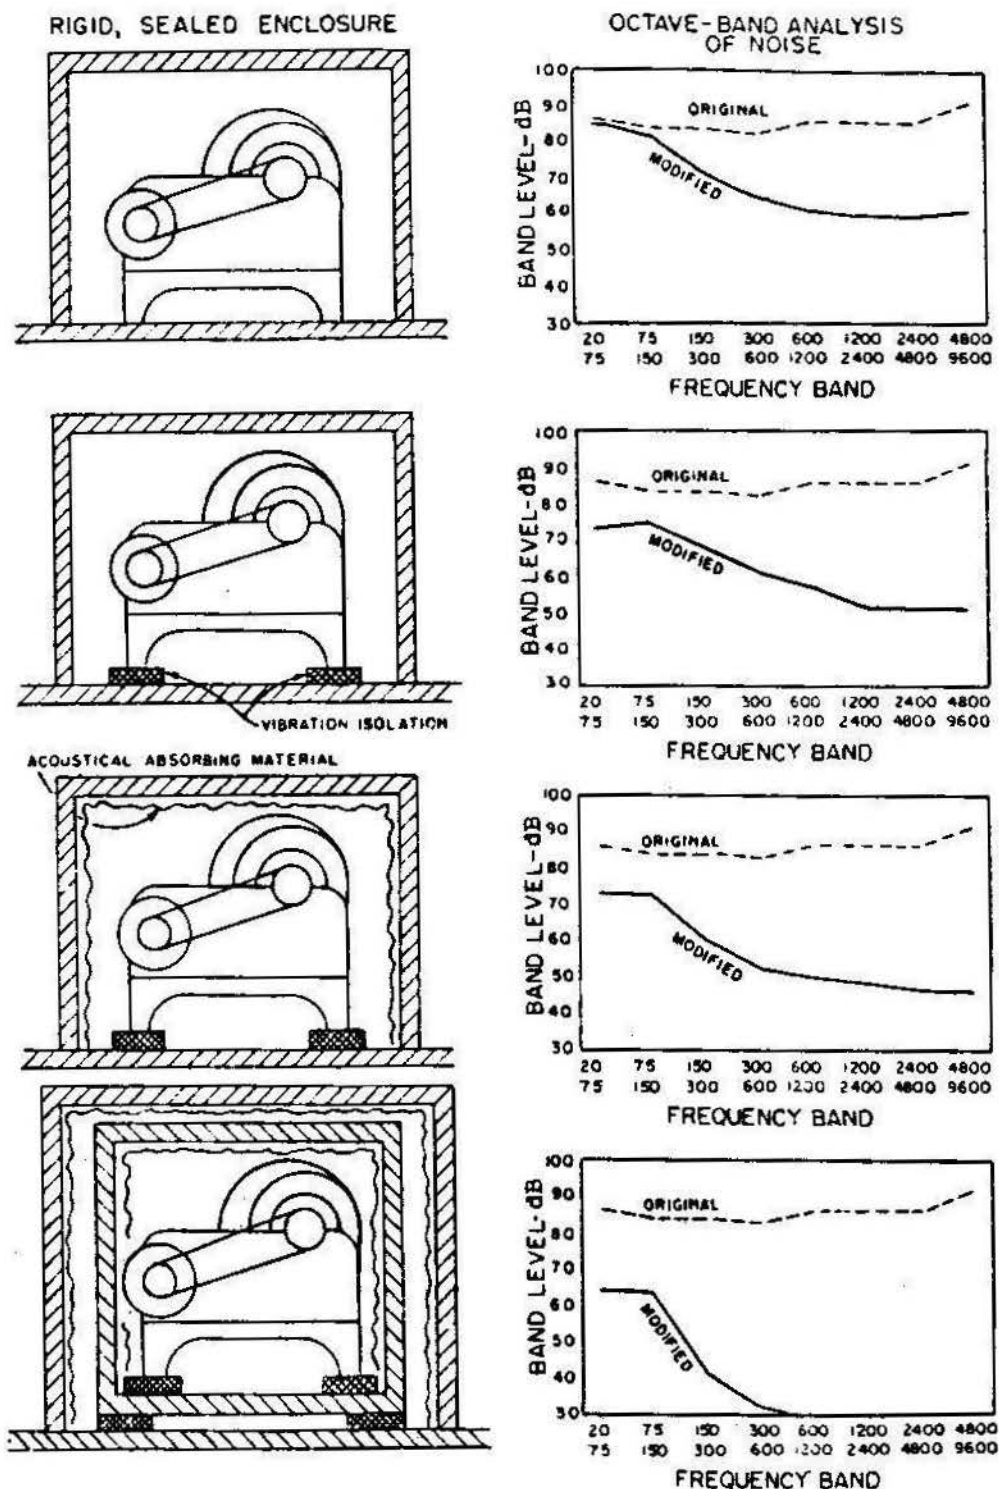 RIGID, SEALED ENCLOSURE
OCTAVE-BAND ANALYSIS
OF NOISE
100
90
80
70
60
50
40
30
BAND LEVEL-dB
ORIGINAL
MODIFIED
20 75 150 300 600 1200 2400 4800
75 150 300 600 1200 2400 4800 9600
FREQUENCY BAND
VIBRATION ISOLATION
100
90
80
70
60
50
40
30
BAND LEVEL-dB
ORIGINAL
MODIFIED
20 75 150 300 600 1200 2400 4800
75 150 300 600 1200 2400 4800 9600
FREQUENCY BAND
ACOUSTICAL ABSORBING MATERIAL
100
90
80
70
60
50
40
30
BAND LEVEL-dB
ORIGINAL
MODIFIED
20 75 150 300 600 1200 2400 4800
75 150 300 600 1200 2400 4800 9600
FREQUENCY BAND
100
90
80
70
60
50
40
30
BAND LEVEL-dB
ORIGINAL
MODIFIED
20 75 150 300 600 1200 2400 4800
75 150 300 600 1200 2400 4800 9600
FREQUENCY BAND